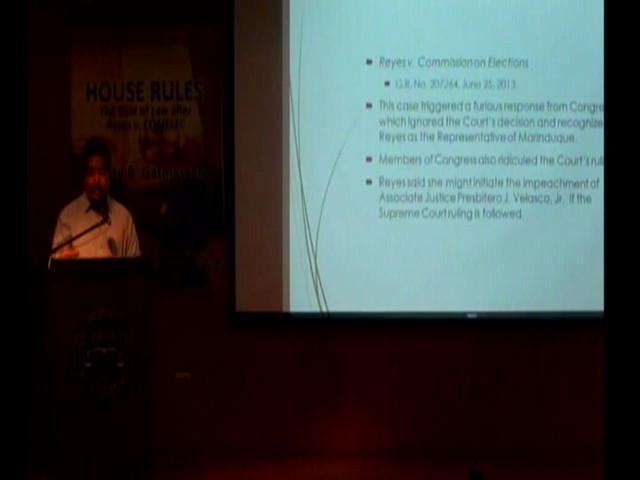 HOUSE RULES
The Rule of Law after
Reyes v. COMELEC
Reyes v. Commission on Elections
G.R. No. 207264, June 25, 2013.
This case triggered a furious response from Congre
which ignored the Court's decision and recognize
Reyes as the Representative of Marinduque.
Members of Congress also ridiculed the Court's rul
Reyes said she might initiate the impeachment of
Associate Justice Presbitero J. Velasco, Jr. if the
Supreme Court ruling is followed.